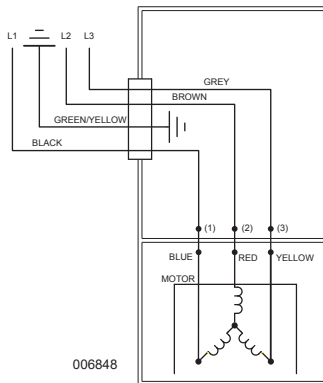 L1 L2 L3
GREY
BROWN
GREEN/YELLOW
BLACK
(1) (2) (3)
BLUE RED YELLOW
MOTOR
006848